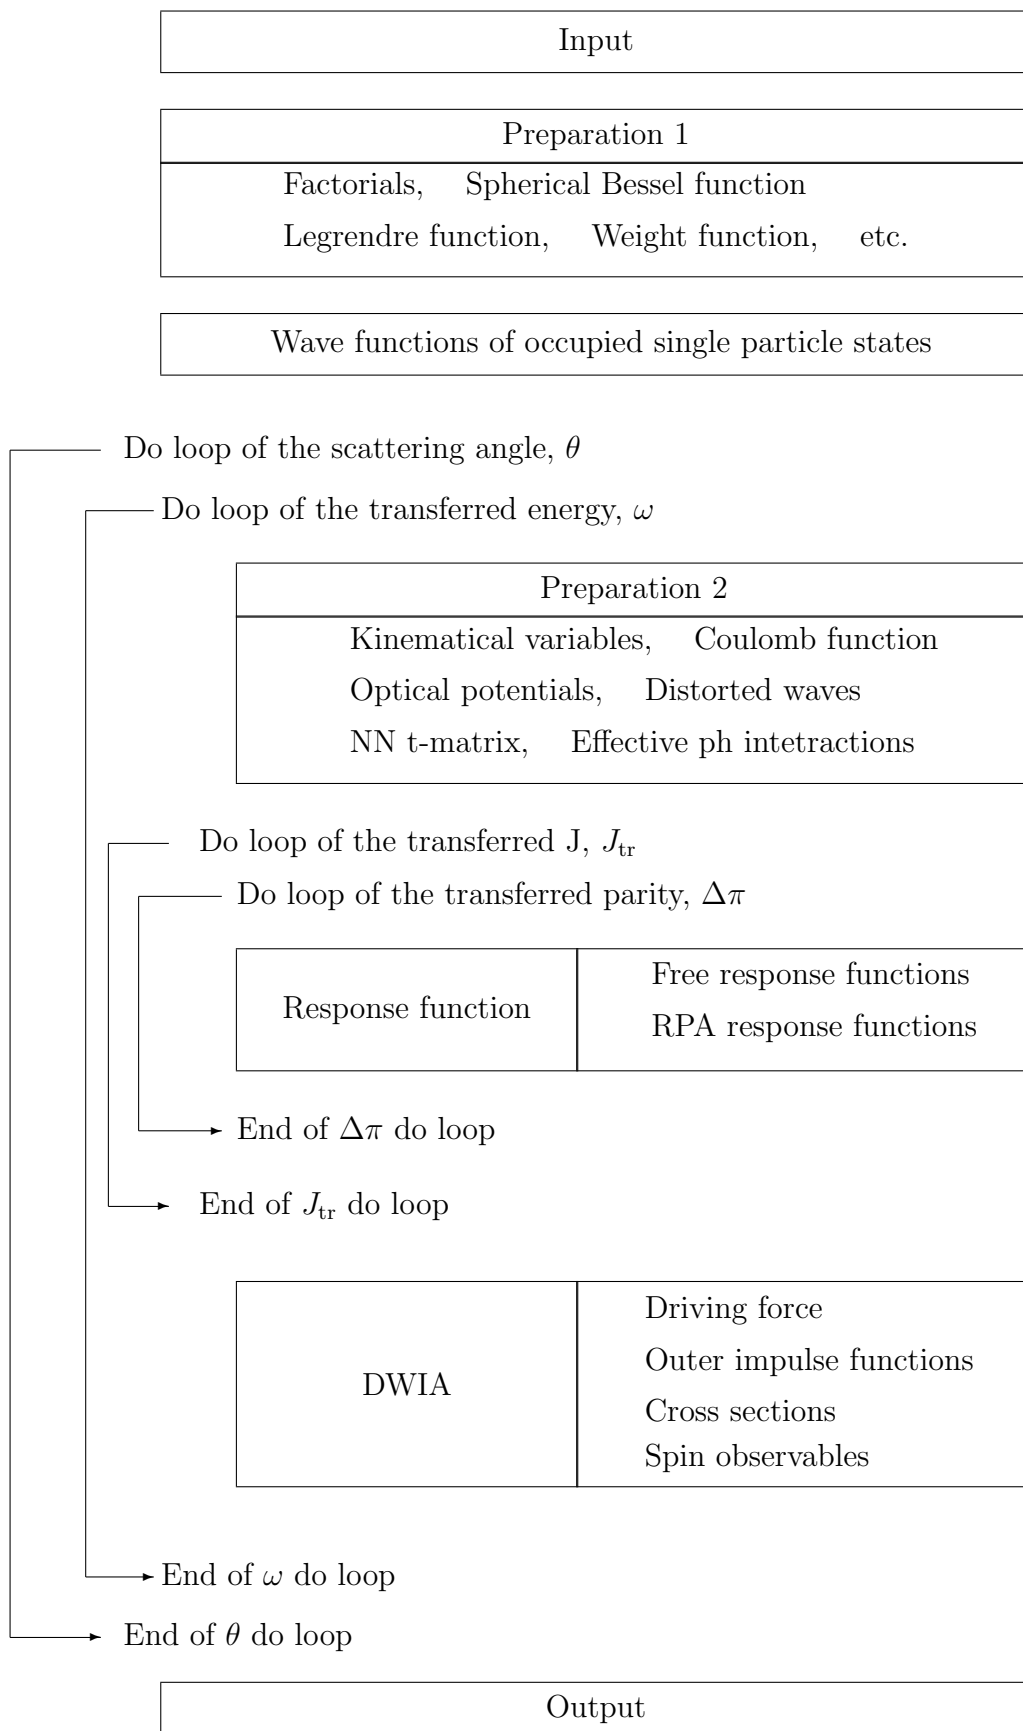 Input
Preparation 1
Factorials, Spherical Bessel function
Legrendre function, Weight function, etc.
Wave functions of occupied single particle states
Do loop of the scattering angle, θ
Do loop of the transferred energy, ω
Preparation 2
Kinematical variables, Coulomb function
Optical potentials, Distorted waves
NN t-matrix, Effective ph intetractions
Do loop of the transferred J, J_tr
Do loop of the transferred parity, Δπ
Response function
Free response functions
RPA response functions
End of Δπ do loop
End of J_tr do loop
DWIA
Driving force
Outer impulse functions
Cross sections
Spin observables
End of ω do loop
End of θ do loop
Output